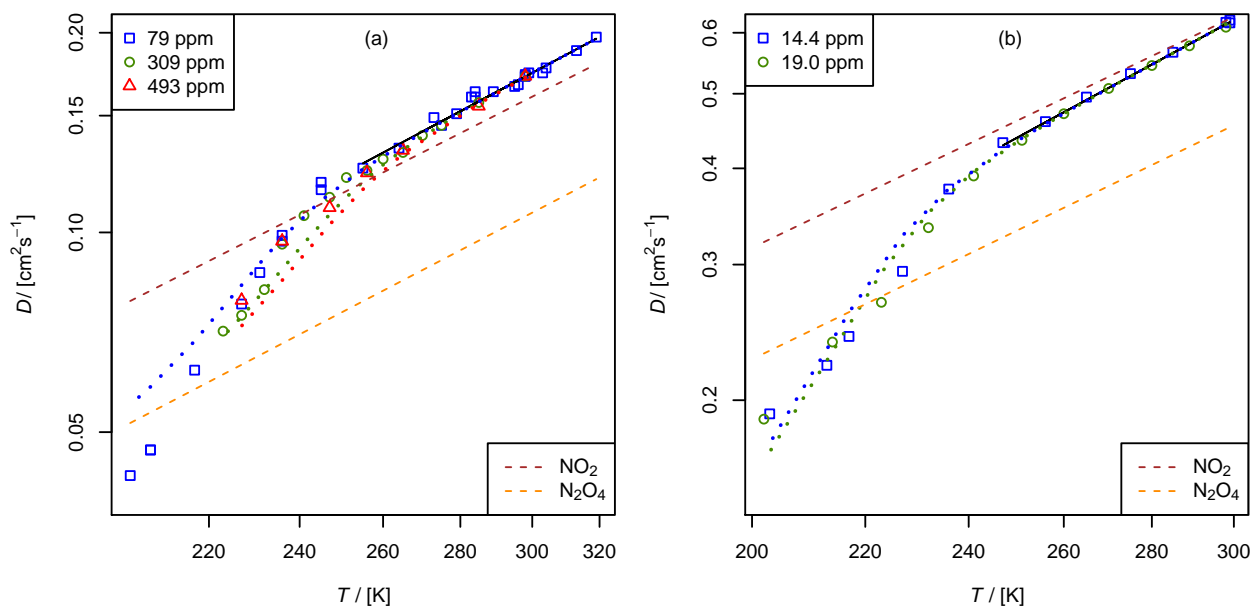 (a)
79 ppm
309 ppm
493 ppm
0.20
0.15
0.10
0.05
D/ [cm²s⁻¹]
NO₂
N₂O₄
220 240 260 280 300 320
T / [K]
(b)
14.4 ppm
19.0 ppm
0.6
0.5
0.4
0.3
0.2
D/ [cm²s⁻¹]
NO₂
N₂O₄
200 220 240 260 280 300
T / [K]